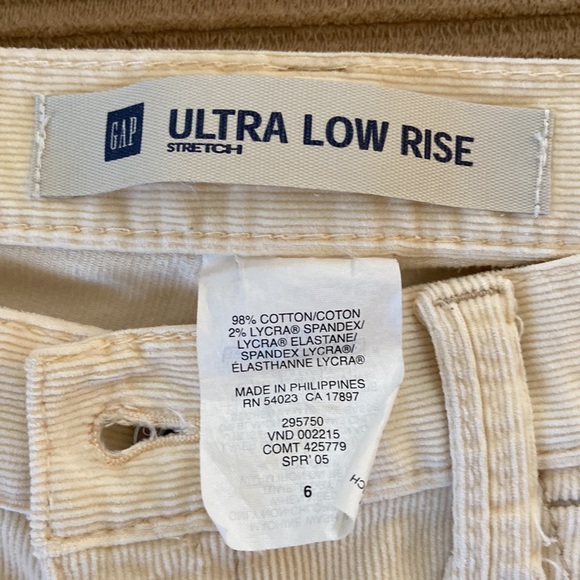 GAP
ULTRA LOW RISE
STRETCH
98% COTTON/COTON
2% LYCRA® SPANDEX/
LYCRA® ELASTANE/
SPANDEX LYCRA®/
ÉLASTHANNE LYCRA®
MADE IN PHILIPPINES
RN 54023 CA 17897
295750
VND 002215
COMT 425779
SPR' 05
6
CH